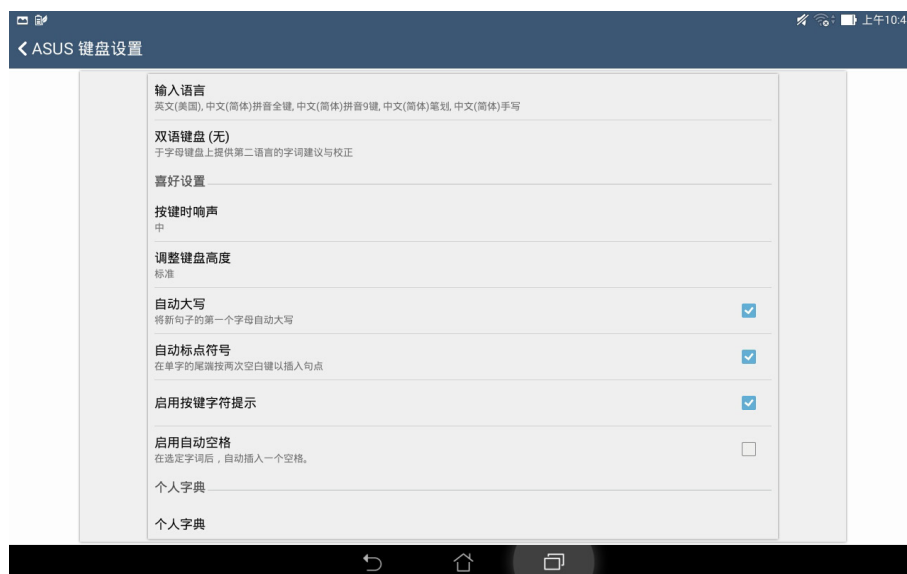 上午10:4
ASUS 键盘设置
输入语言
英文(美国), 中文(简体)拼音全键, 中文(简体)拼音9键, 中文(简体)笔划, 中文(简体)手写
双语键盘 (无)
于字母键盘上提供第二语言的字词建议与校正
喜好设置
按键时响声
中
调整键盘高度
标准
自动大写
将新句子的第一个字母自动大写
自动标点符号
在单字的尾端按两次空白键以插入句点
启用按键字符提示
启用自动空格
在选定字词后，自动插入一个空格。
个人字典
个人字典